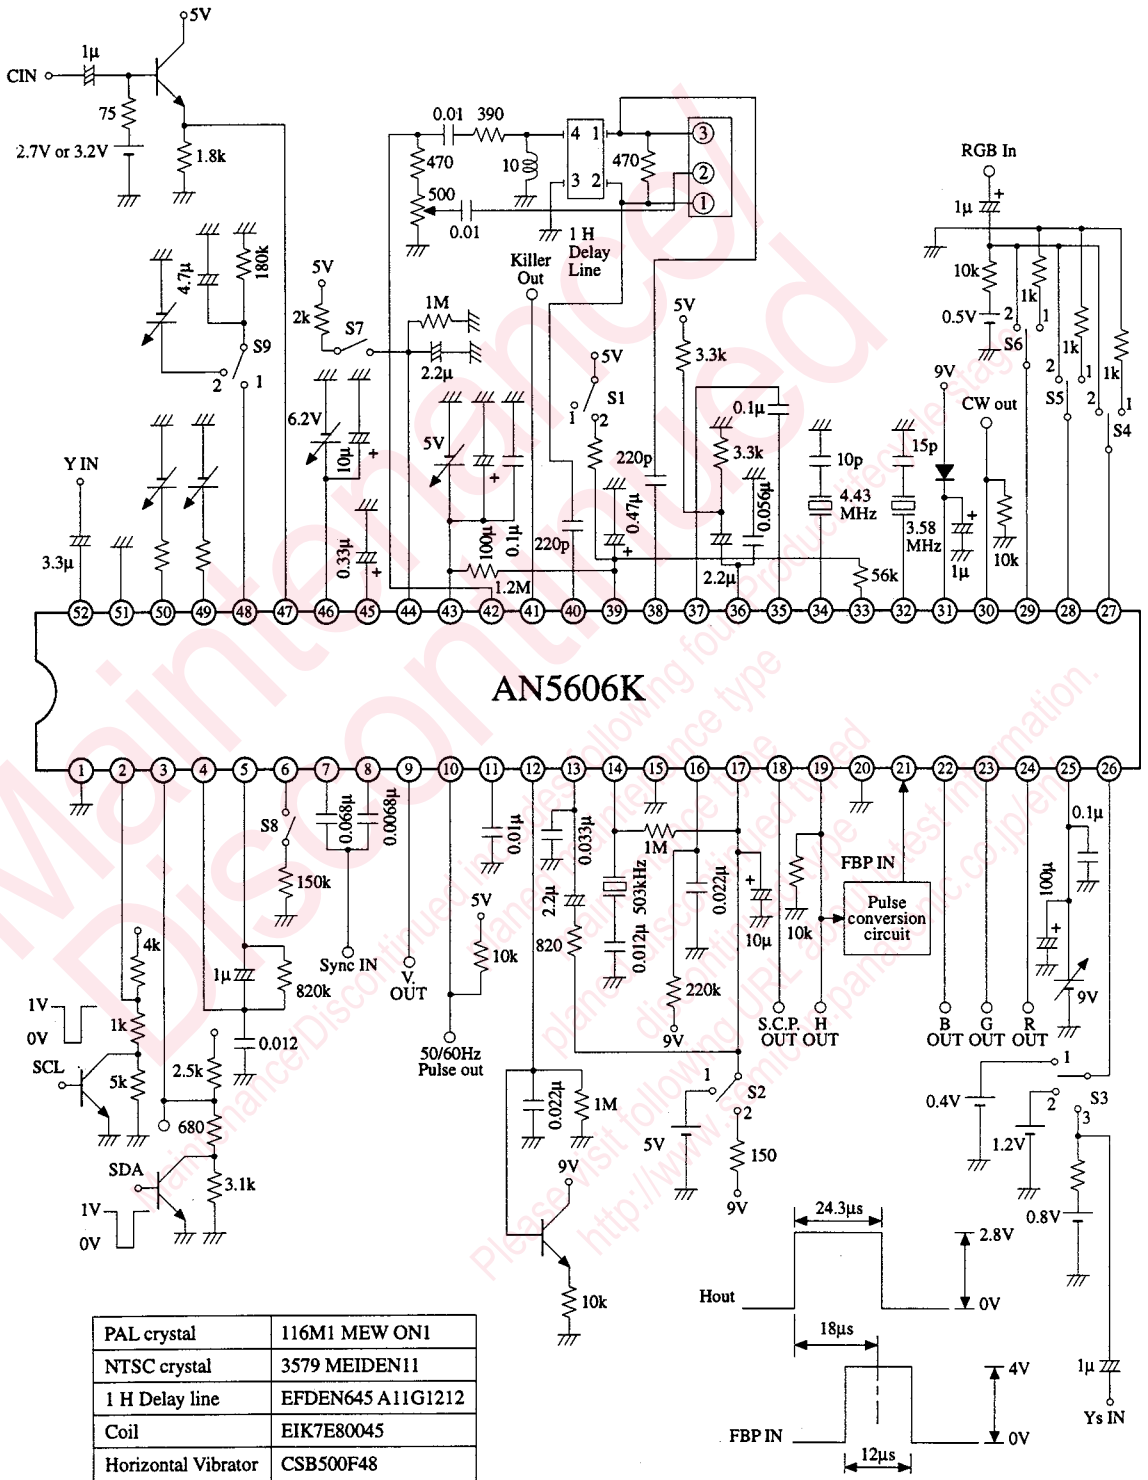 5V
1µ
CIN
75
2.7V or 3.2V
1.8k
0.01 390
470
500
0.01
10
4 1
3 2
1 H
Delay
Line
470
3
2
1
RGB In
1µ +
10k
0.5V
2 1
S6
1k
1k
1k
2 1
S5
2 1
S4
4.7µ
180k
S9
2 1
5V
2k
S7
1M
2.2µ
Killer
Out
5V
S1
1
2
5V
3.3k
3.3k
0.1µ
9V
CW out
Y IN
3.3µ
6.2V
10µ
+
0.33µ
+
5V
100µ
+
0.1µ
1.2M
220p
220p
0.47µ
+
2.2µ
0.056µ
10p
4.43
MHz
56k
15p
3.58
MHz
1µ
+
10k
52 51 50 49 48 47 46 45 44 43 42 41 40 39 38 37 36 35 34 33 32 31 30 29 28 27
AN5606K
1 2 3 4 5 6 7 8 9 10 11 12 13 14 15 16 17 18 19 20 21 22 23 24 25 26
S8
150k
0.068µ
0.0068µ
Sync IN
V.
OUT
5V
10k
50/60Hz
Pulse out
0.01µ
0.033µ
2.2µ
820
503kHz
0.012µ
1M
0.022µ
220k
9V
+
10µ
10k
S.C.P.
OUT
H
OUT
FBP IN
Pulse
conversion
circuit
B
OUT
G
OUT
R
OUT
100µ
+
0.1µ
9V
4k
1V
0V
1k
SCL
5k
1µ
820k
0.012
2.5k
680
SDA
3.1k
1V
0V
0.022µ
1M
9V
10k
1
S2
2
5V
150
9V
1
2
S3
3
0.4V
1.2V
0.8V
1µ
Ys IN
24.3µs
2.8V
Hout
0V
18µs
4V
FBP IN
0V
12µs
PAL crystal 116M1 MEW ON1
NTSC crystal 3579 MEIDEN11
1 H Delay line EFDEN645 A11G1212
Coil EIK7E80045
Horizontal Vibrator CSB500F48
Maintenance/
Discontinued